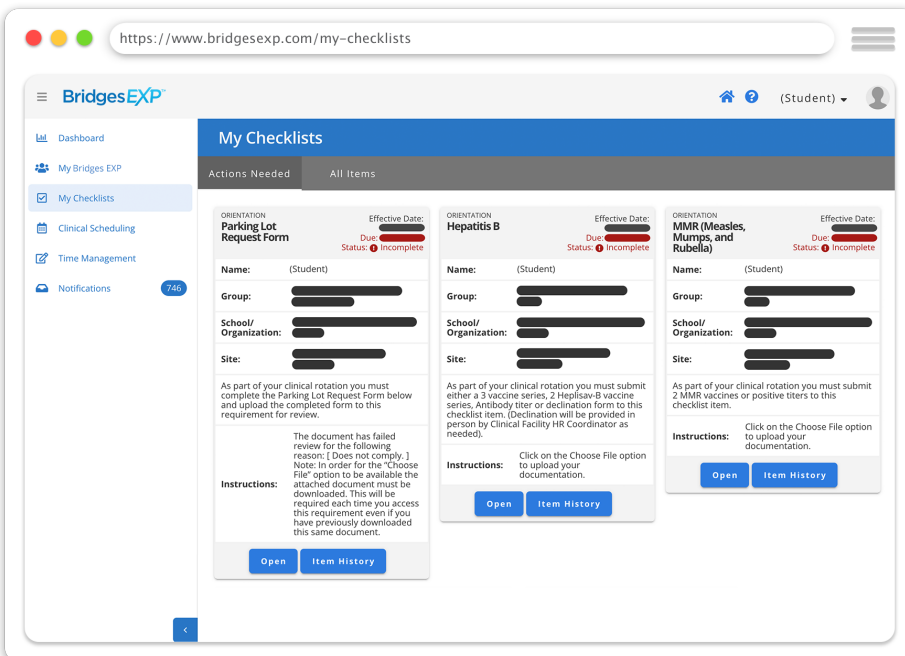 https://www.bridgesexp.com/my-checklists
BridgesEXP™
(Student)
Dashboard
My Bridges EXP
My Checklists
Clinical Scheduling
Time Management
Notifications
746
My Checklists
Actions Needed
All Items
ORIENTATION
Parking Lot
Request Form
Effective Date:
Due:
Status: Incomplete
Name:
(Student)
Group:
School/
Organization:
Site:
As part of your clinical rotation you must
complete the Parking Lot Request Form below
and upload the completed form to this
requirement for review.
Instructions:
The document has failed
review for the following
reason: [ Does not comply. ]
Note: In order for the "Choose
File" option to be available the
attached document must be
downloaded. This will be
required each time you access
this requirement even if you
have previously downloaded
this same document.
Open
Item History
ORIENTATION
Hepatitis B
Effective Date:
Due:
Status: Incomplete
Name:
(Student)
Group:
School/
Organization:
Site:
As part of your clinical rotation you must submit
either a 3 vaccine series, 2 Heplisav-B vaccine
series, Antibody titer or declination form to this
checklist item. (Declination will be provided in
person by Clinical Facility HR Coordinator as
needed).
Instructions:
Click on the Choose File option
to upload your
documentation.
Open
Item History
ORIENTATION
MMR (Measles,
Mumps, and
Rubella)
Effective Date:
Due:
Status: Incomplete
Name:
(Student)
Group:
School/
Organization:
Site:
As part of your clinical rotation you must submit
2 MMR vaccines or positive titers to this
checklist item.
Instructions:
Click on the Choose File option
to upload your
documentation.
Open
Item History